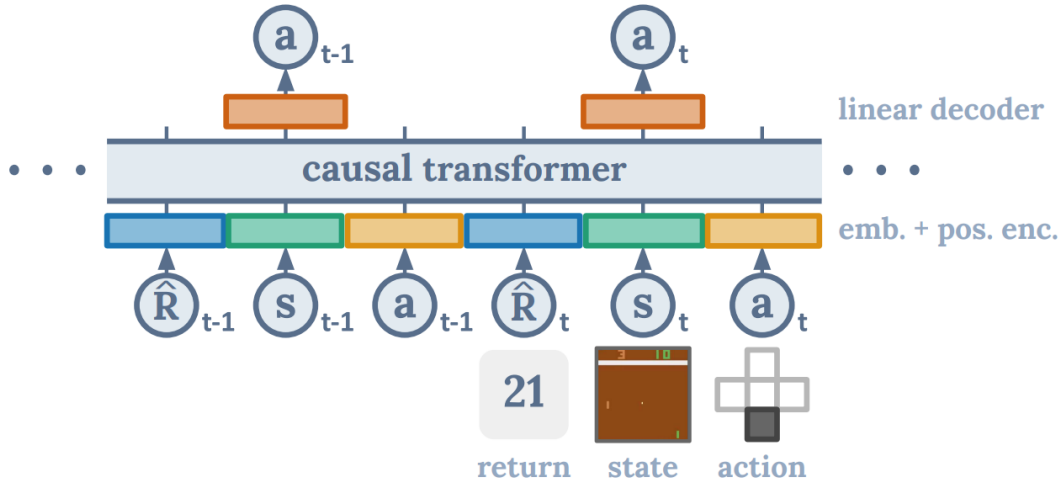 a t-1 a t
linear decoder
• • • causal transformer • • •
emb. + pos. enc.
R̂ t-1 s t-1 a t-1 R̂ t s t a t
21
3 10
return state action